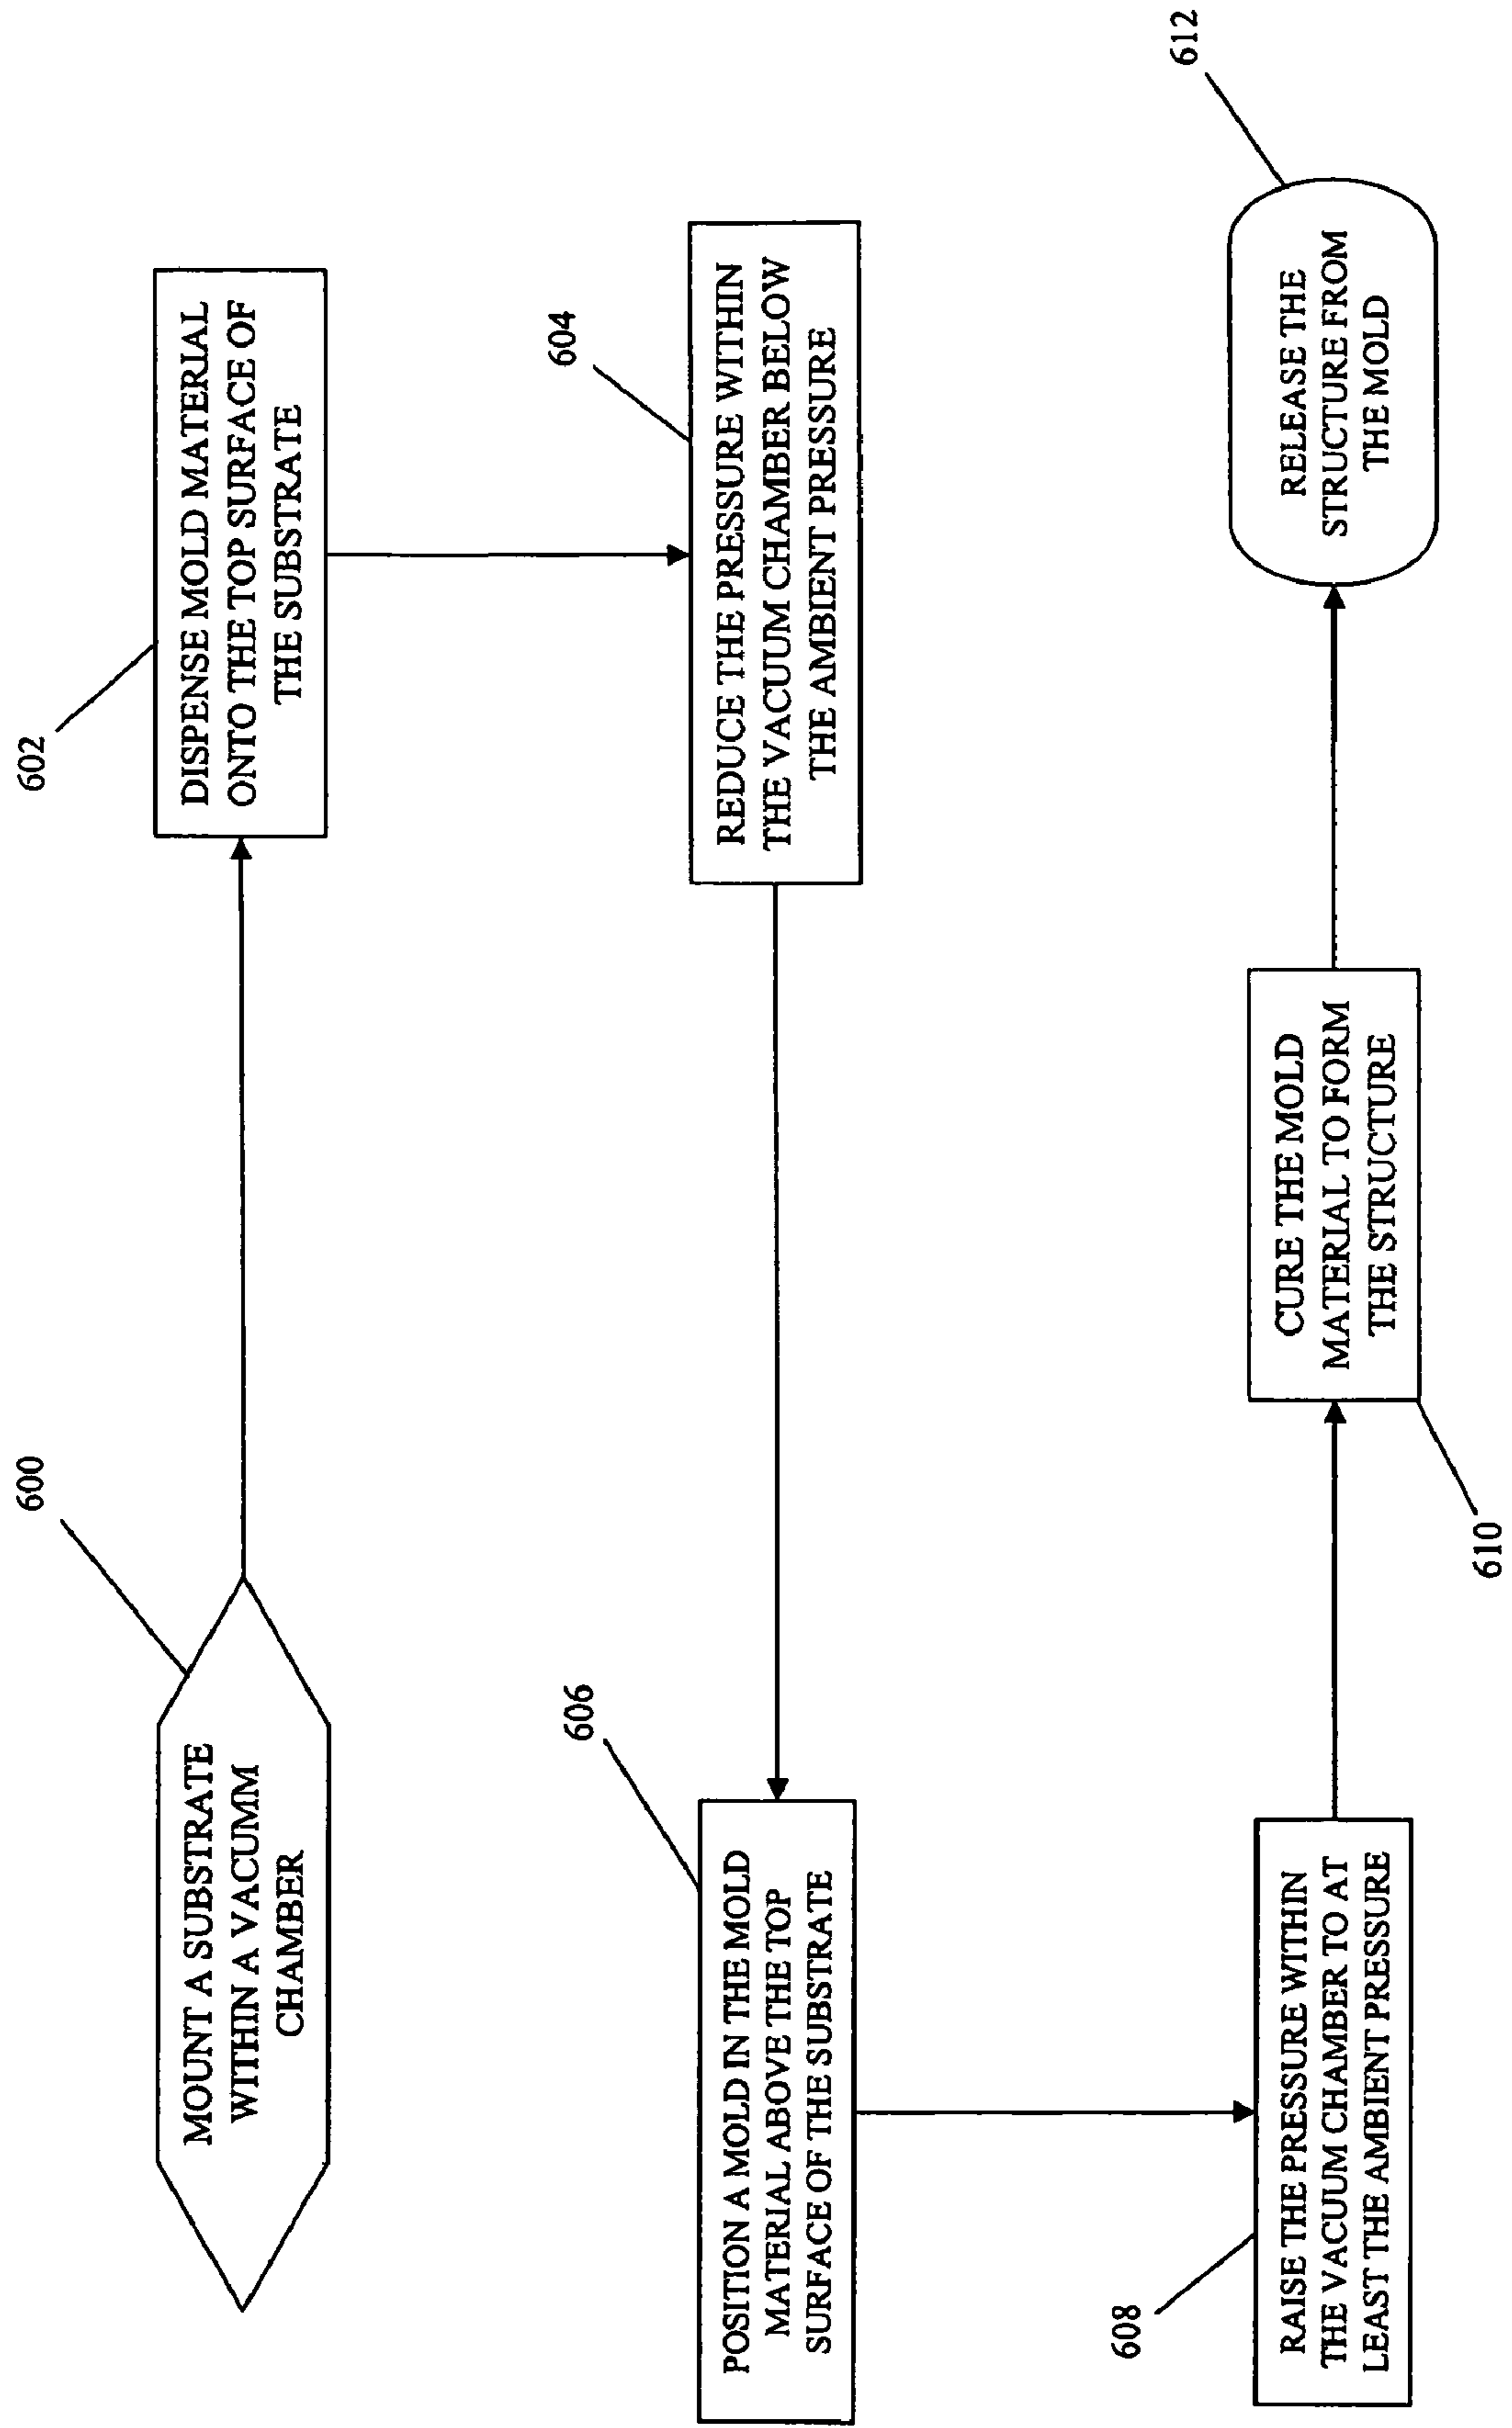 600
MOUNT A SUBSTRATE
WITHIN A VACUMM
CHAMBER
602
DISPENSE MOLD MATERIAL
ONTO THE TOP SURFACE OF
THE SUBSTRATE
604
REDUCE THE PRESSURE WITHIN
THE VACUUM CHAMBER BELOW
THE AMBIENT PRESSURE
606
POSITION A MOLD IN THE MOLD
MATERIAL ABOVE THE TOP
SURFACE OF THE SUBSTRATE
608
RAISE THE PRESSURE WITHIN
THE VACUUM CHAMBER TO AT
LEAST THE AMBIENT PRESSURE
CURE THE MOLD
MATERIAL TO FORM
THE STRUCTURE
610
612
RELEASE THE
STRUCTURE FROM
THE MOLD